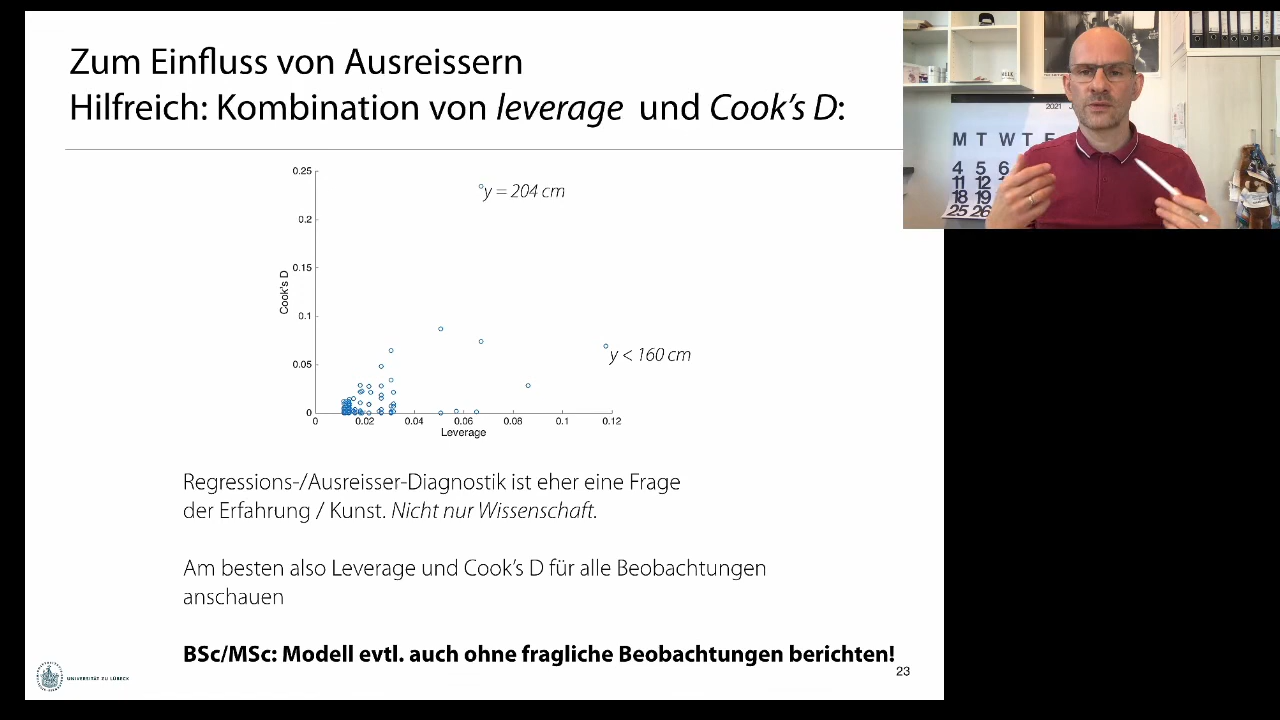 Zum Einfluss von Ausreissern
Hilfreich: Kombination von leverage und Cook's D:
2021
M T W T F
4 5 6
11 12
18 19
25 26
0.25
y = 204 cm
0.2
0.15
Cook's D
0.1
y < 160 cm
0.05
0
0 0.02 0.04 0.06 0.08 0.1 0.12
Leverage
Regressions-/Ausreisser-Diagnostik ist eher eine Frage
der Erfahrung / Kunst. Nicht nur Wissenschaft.
Am besten also Leverage und Cook's D für alle Beobachtungen
anschauen
BSc/MSc: Modell evtl. auch ohne fragliche Beobachtungen berichten!
23
UNIVERSITÄT ZU LÜBECK